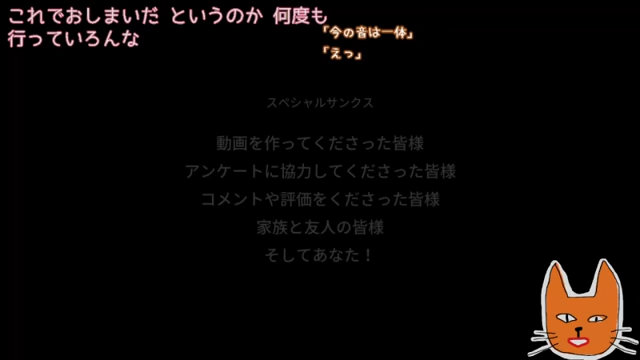 これでおしまいだ というのか 何度も
行っていろんな
「今の音は一体」
「えっ」
スペシャルサンクス
動画を作ってくださった皆様
アンケートに協力してくださった皆様
コメントや評価をくださった皆様
家族と友人の皆様
そしてあなた！